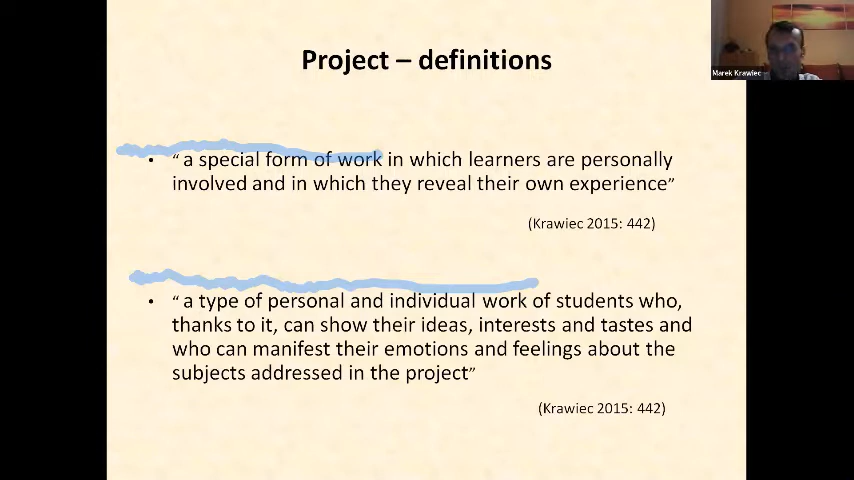 Project – definitions
Marek Krawiec
• “ a special form of work in which learners are personally
involved and in which they reveal their own experience”
(Krawiec 2015: 442)
• “ a type of personal and individual work of students who,
thanks to it, can show their ideas, interests and tastes and
who can manifest their emotions and feelings about the
subjects addressed in the project”
(Krawiec 2015: 442)